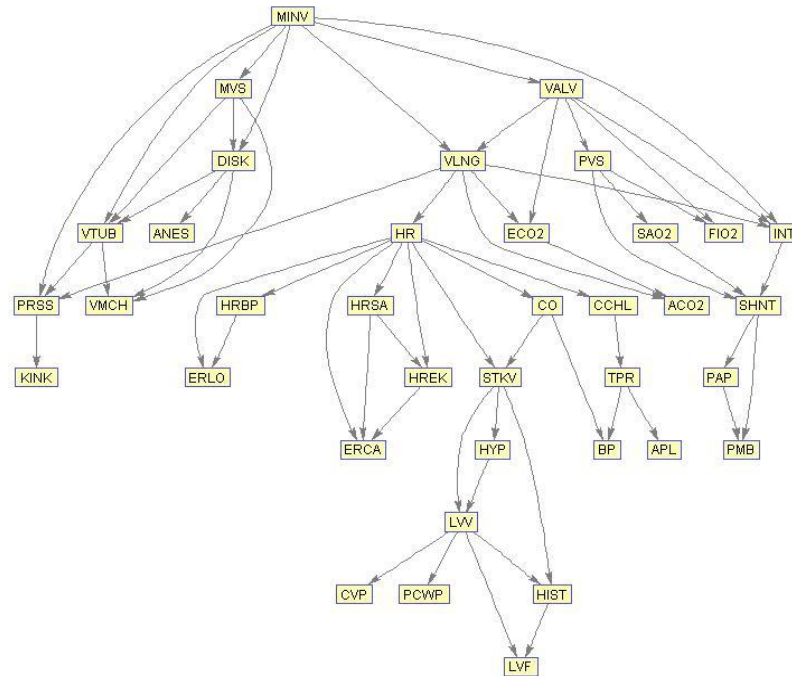 MINV
MVS VALV
DISK VLNG PVS
VTUB ANES HR ECO2 SAO2 FIO2 INT
PRSS VMCH HRBP HRSA CO CCHL ACO2 SHNT
KINK ERLO HREK STKV TPR PAP
ERCA HYP BP APL PMB
LVV
CVP PCWP HIST
LVF